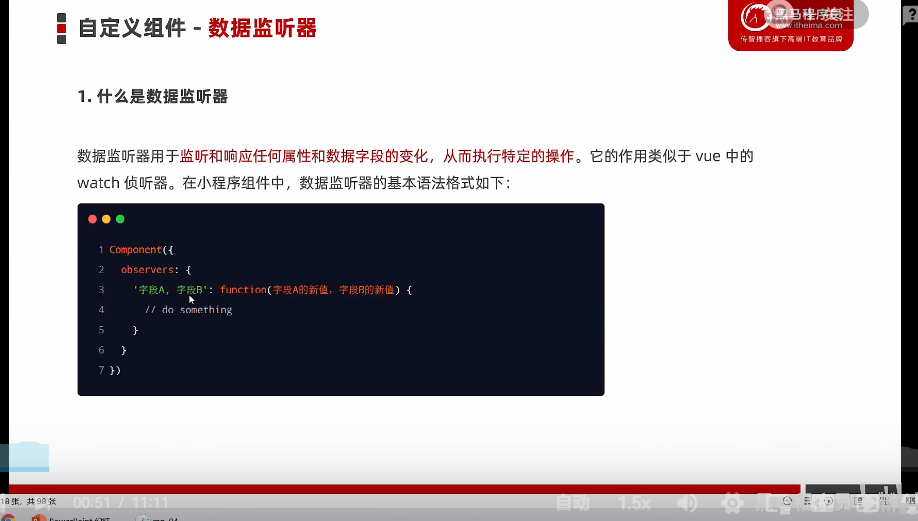 自定义组件 - 数据监听器
关注
www.itheima.com
传智播客旗下高端IT教育品牌
1. 什么是数据监听器
数据监听器用于监听和响应任何属性和数据字段的变化，从而执行特定的操作。它的作用类似于 vue 中的
watch 侦听器。在小程序组件中，数据监听器的基本语法格式如下：
1 Component({
2 observers: {
3 '字段A, 字段B': function(字段A的新值, 字段B的新值) {
4 // do something
5 }
6 }
7 })
18 张，共 98 张
00:51 / 11:11
自动
1.5x